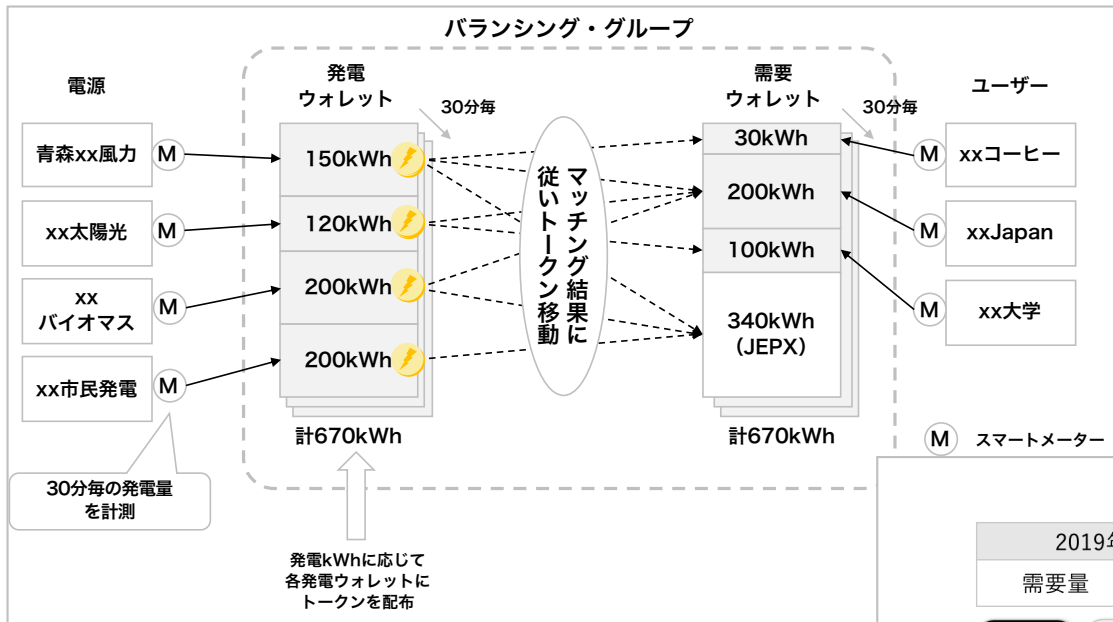 バランシング・グループ
電源
発電
ウォレット
30分毎
需要
ウォレット
30分毎
ユーザー
青森xx風力
M
150kWh
30kWh
M
xxコーヒー
xx太陽光
M
120kWh
200kWh
M
xxJapan
xx
バイオマス
M
200kWh
100kWh
M
xx大学
xx市民発電
M
200kWh
340kWh
（JEPX）
マッチング結果に
従いトークン移動
計670kWh
計670kWh
M
スマートメーター
30分毎の発電量
を計測
発電kWhに応じて
各発電ウォレットに
トークンを配布
2019年
需要量